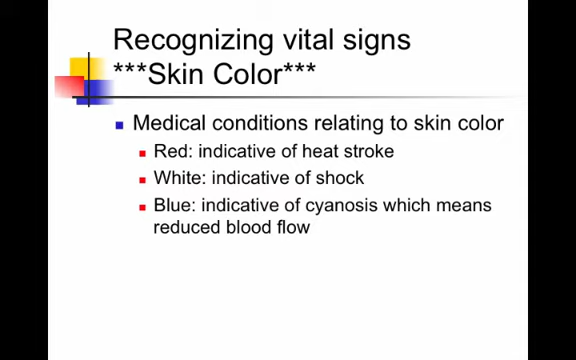 Recognizing vital signs
***Skin Color***
Medical conditions relating to skin color
Red: indicative of heat stroke
White: indicative of shock
Blue: indicative of cyanosis which means
reduced blood flow